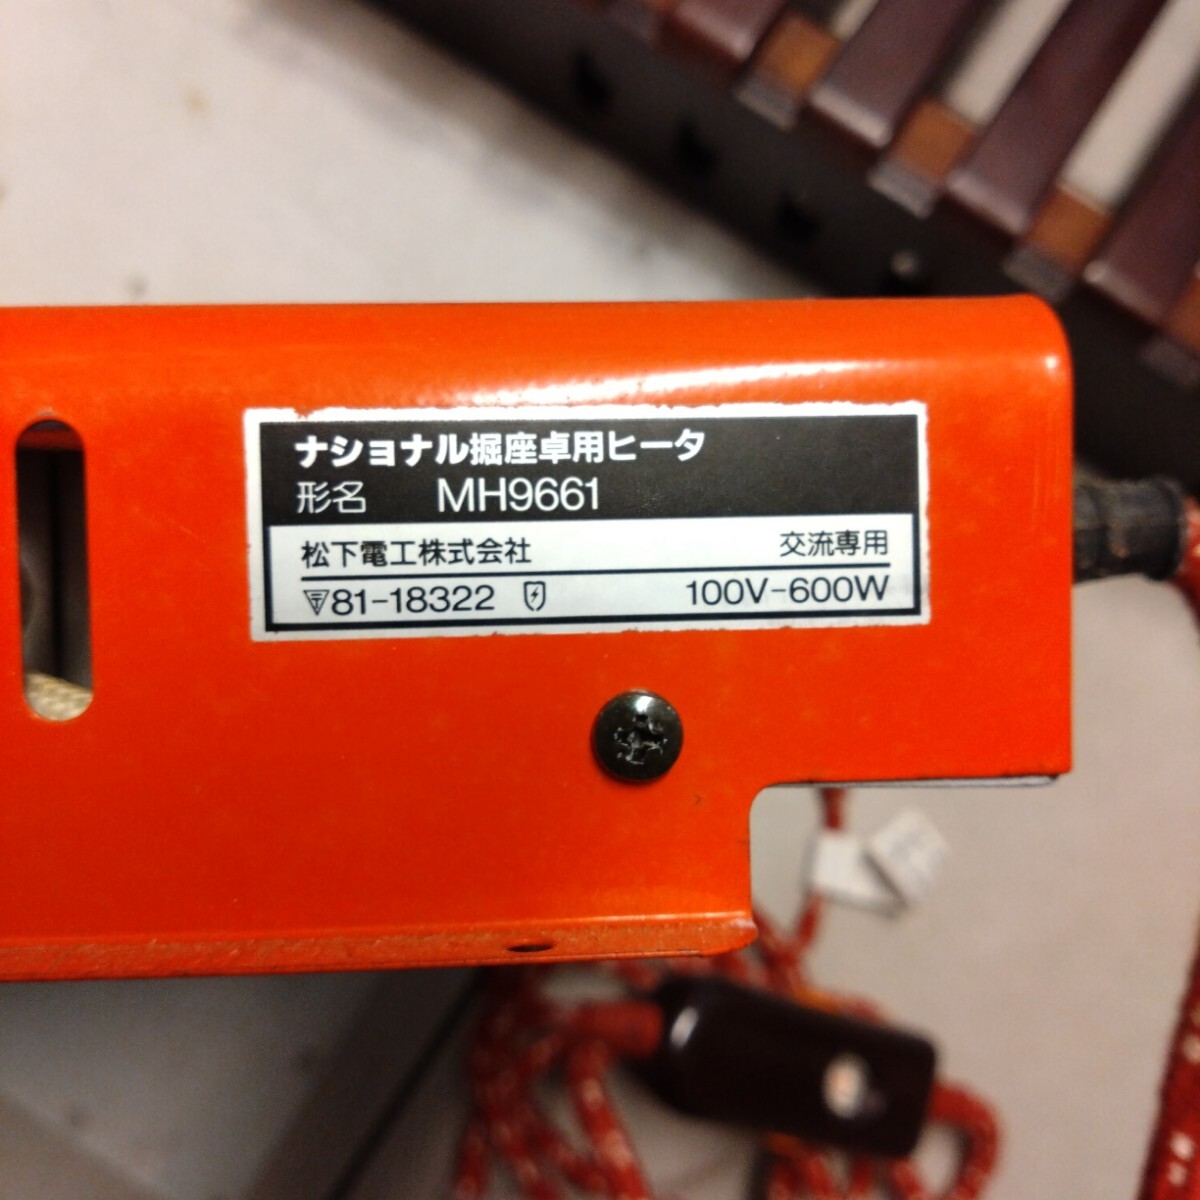 ナショナル掘座卓用ヒータ
形名 MH9661
松下電工株式会社 交流専用
〒81-18322 100V-600W